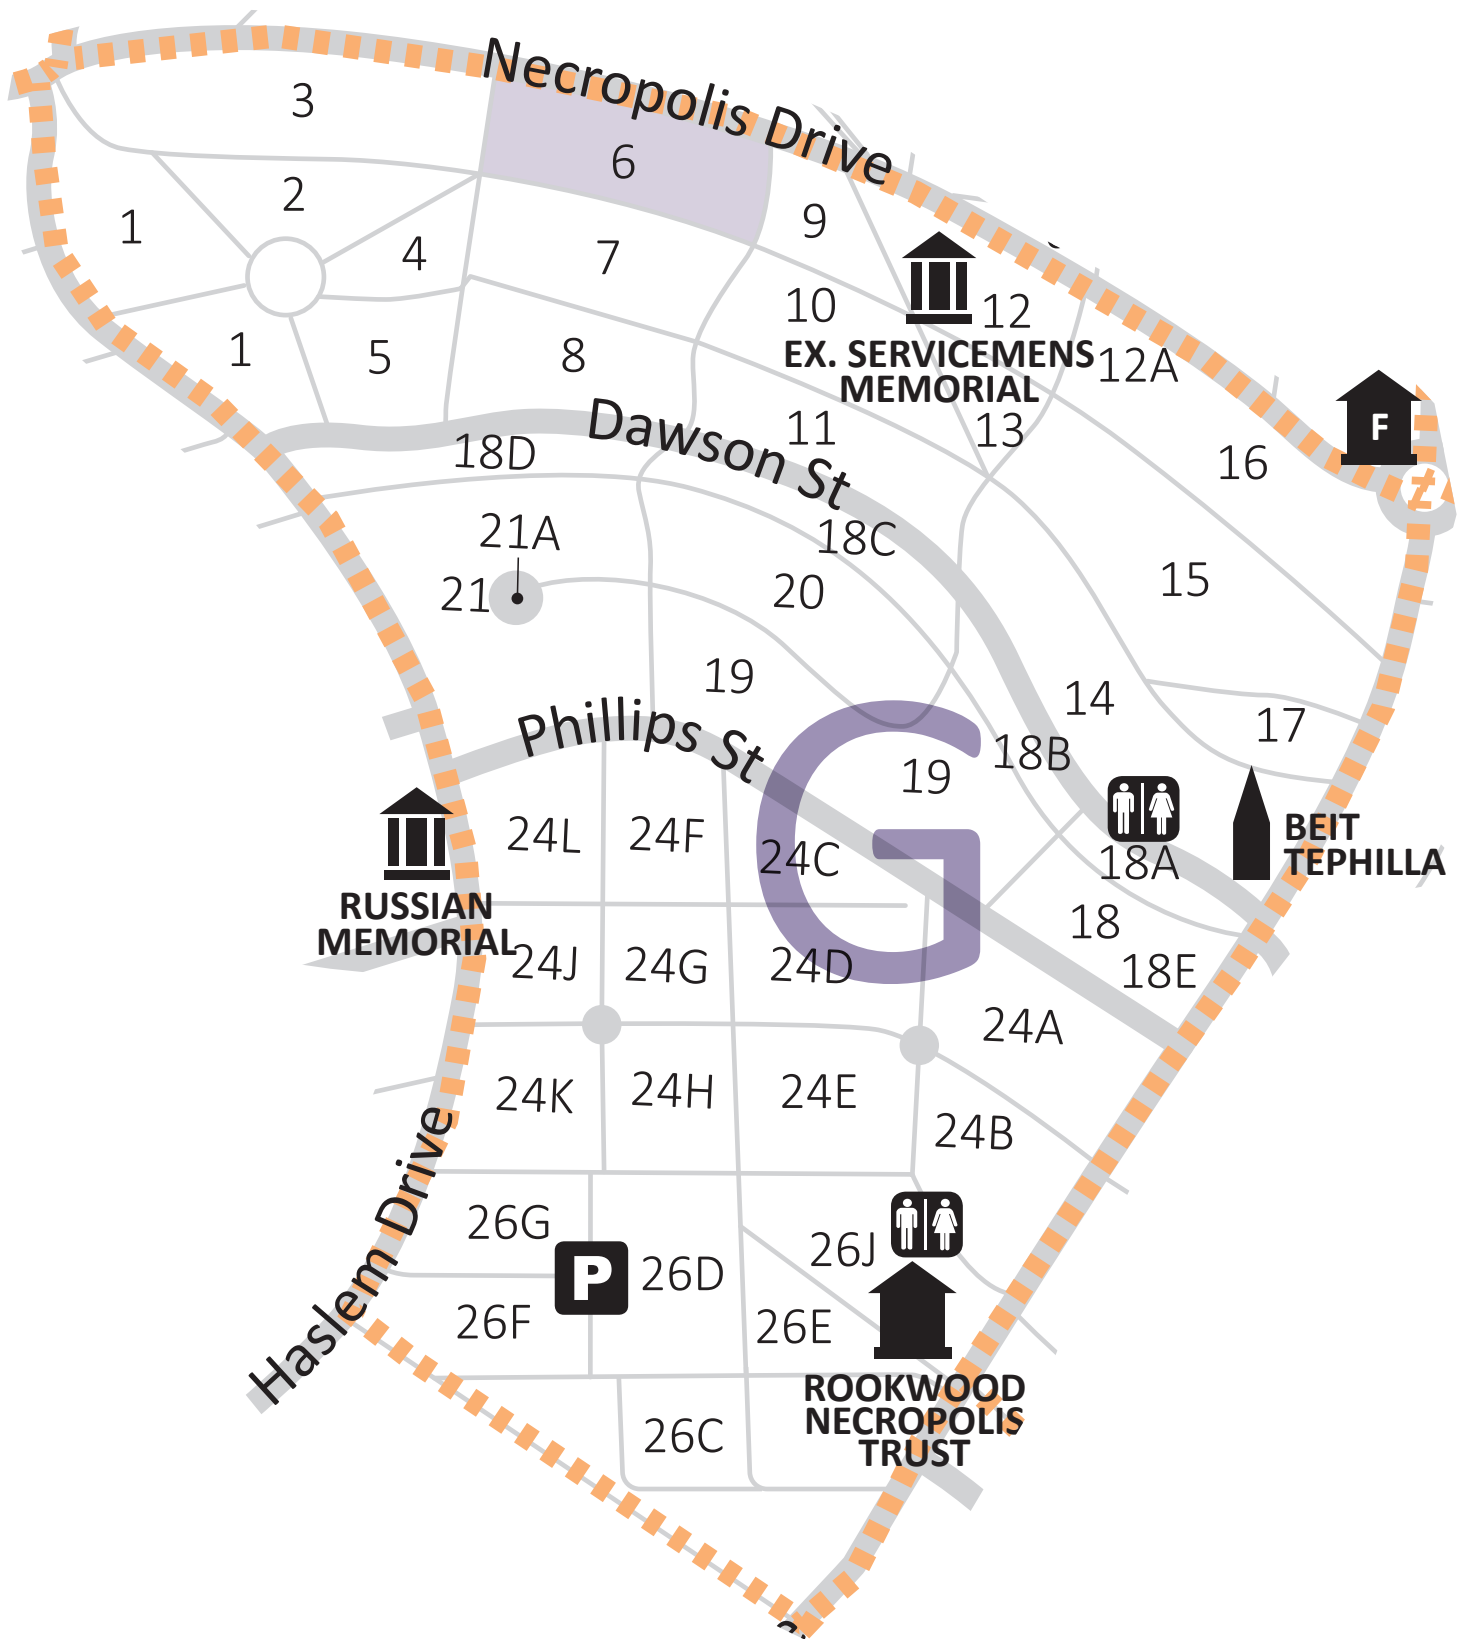 Necropolis Drive
3
6
2
1
9
4
7
10
12
EX. SERVICEMENS
MEMORIAL
12A
1
5
8
Dawson St
11
13
F
18D
16
21A
18C
21
20
15
19
14
17
Phillips St
G
18B
19
24L
24F
24C
18A
BEIT
TEPHILLA
RUSSIAN
MEMORIAL
18
24J
24G
24D
18E
24A
24K
24H
24E
24B
Haslem Drive
26G
26J
P
26D
26F
26E
ROOKWOOD
NECROPOLIS
TRUST
26C